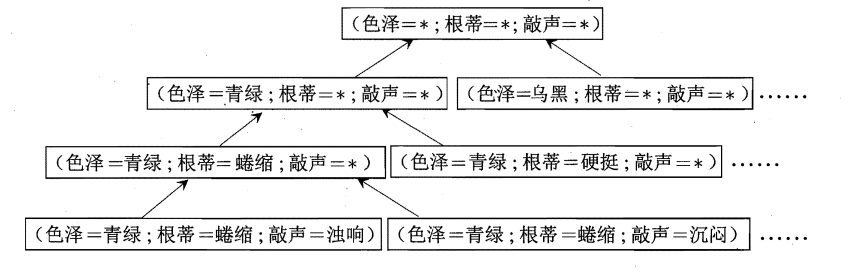 (色泽=*;根蒂=*;敲声=*)
(色泽=青绿;根蒂=*;敲声=*) (色泽=乌黑;根蒂=*;敲声=*) ……
(色泽=青绿;根蒂=蜷缩;敲声=*) (色泽=青绿;根蒂=硬挺;敲声=*) ……
(色泽=青绿;根蒂=蜷缩;敲声=浊响) (色泽=青绿;根蒂=蜷缩;敲声=沉闷) ……